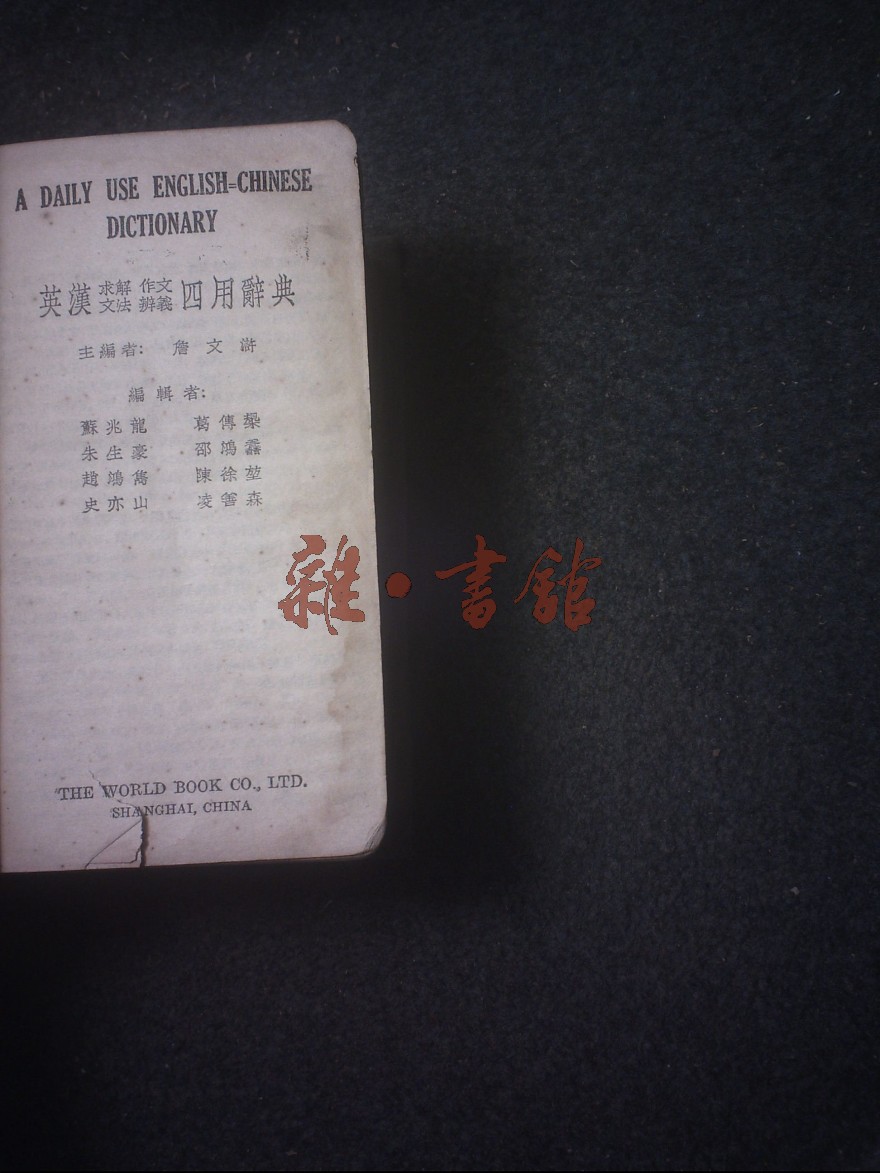 A DAILY USE ENGLISH=CHINESE
DICTIONARY
英漢 求解 作文 文法 辨義 四用辭典
主編者: 詹文滸
編輯者:
蘇兆龍 葛傳槼
朱生豪 邵鴻馫
趙鴻雋 陳徐堃
史亦山 凌善森
雜·書館
THE WORLD BOOK CO., LTD.
SHANGHAI, CHINA